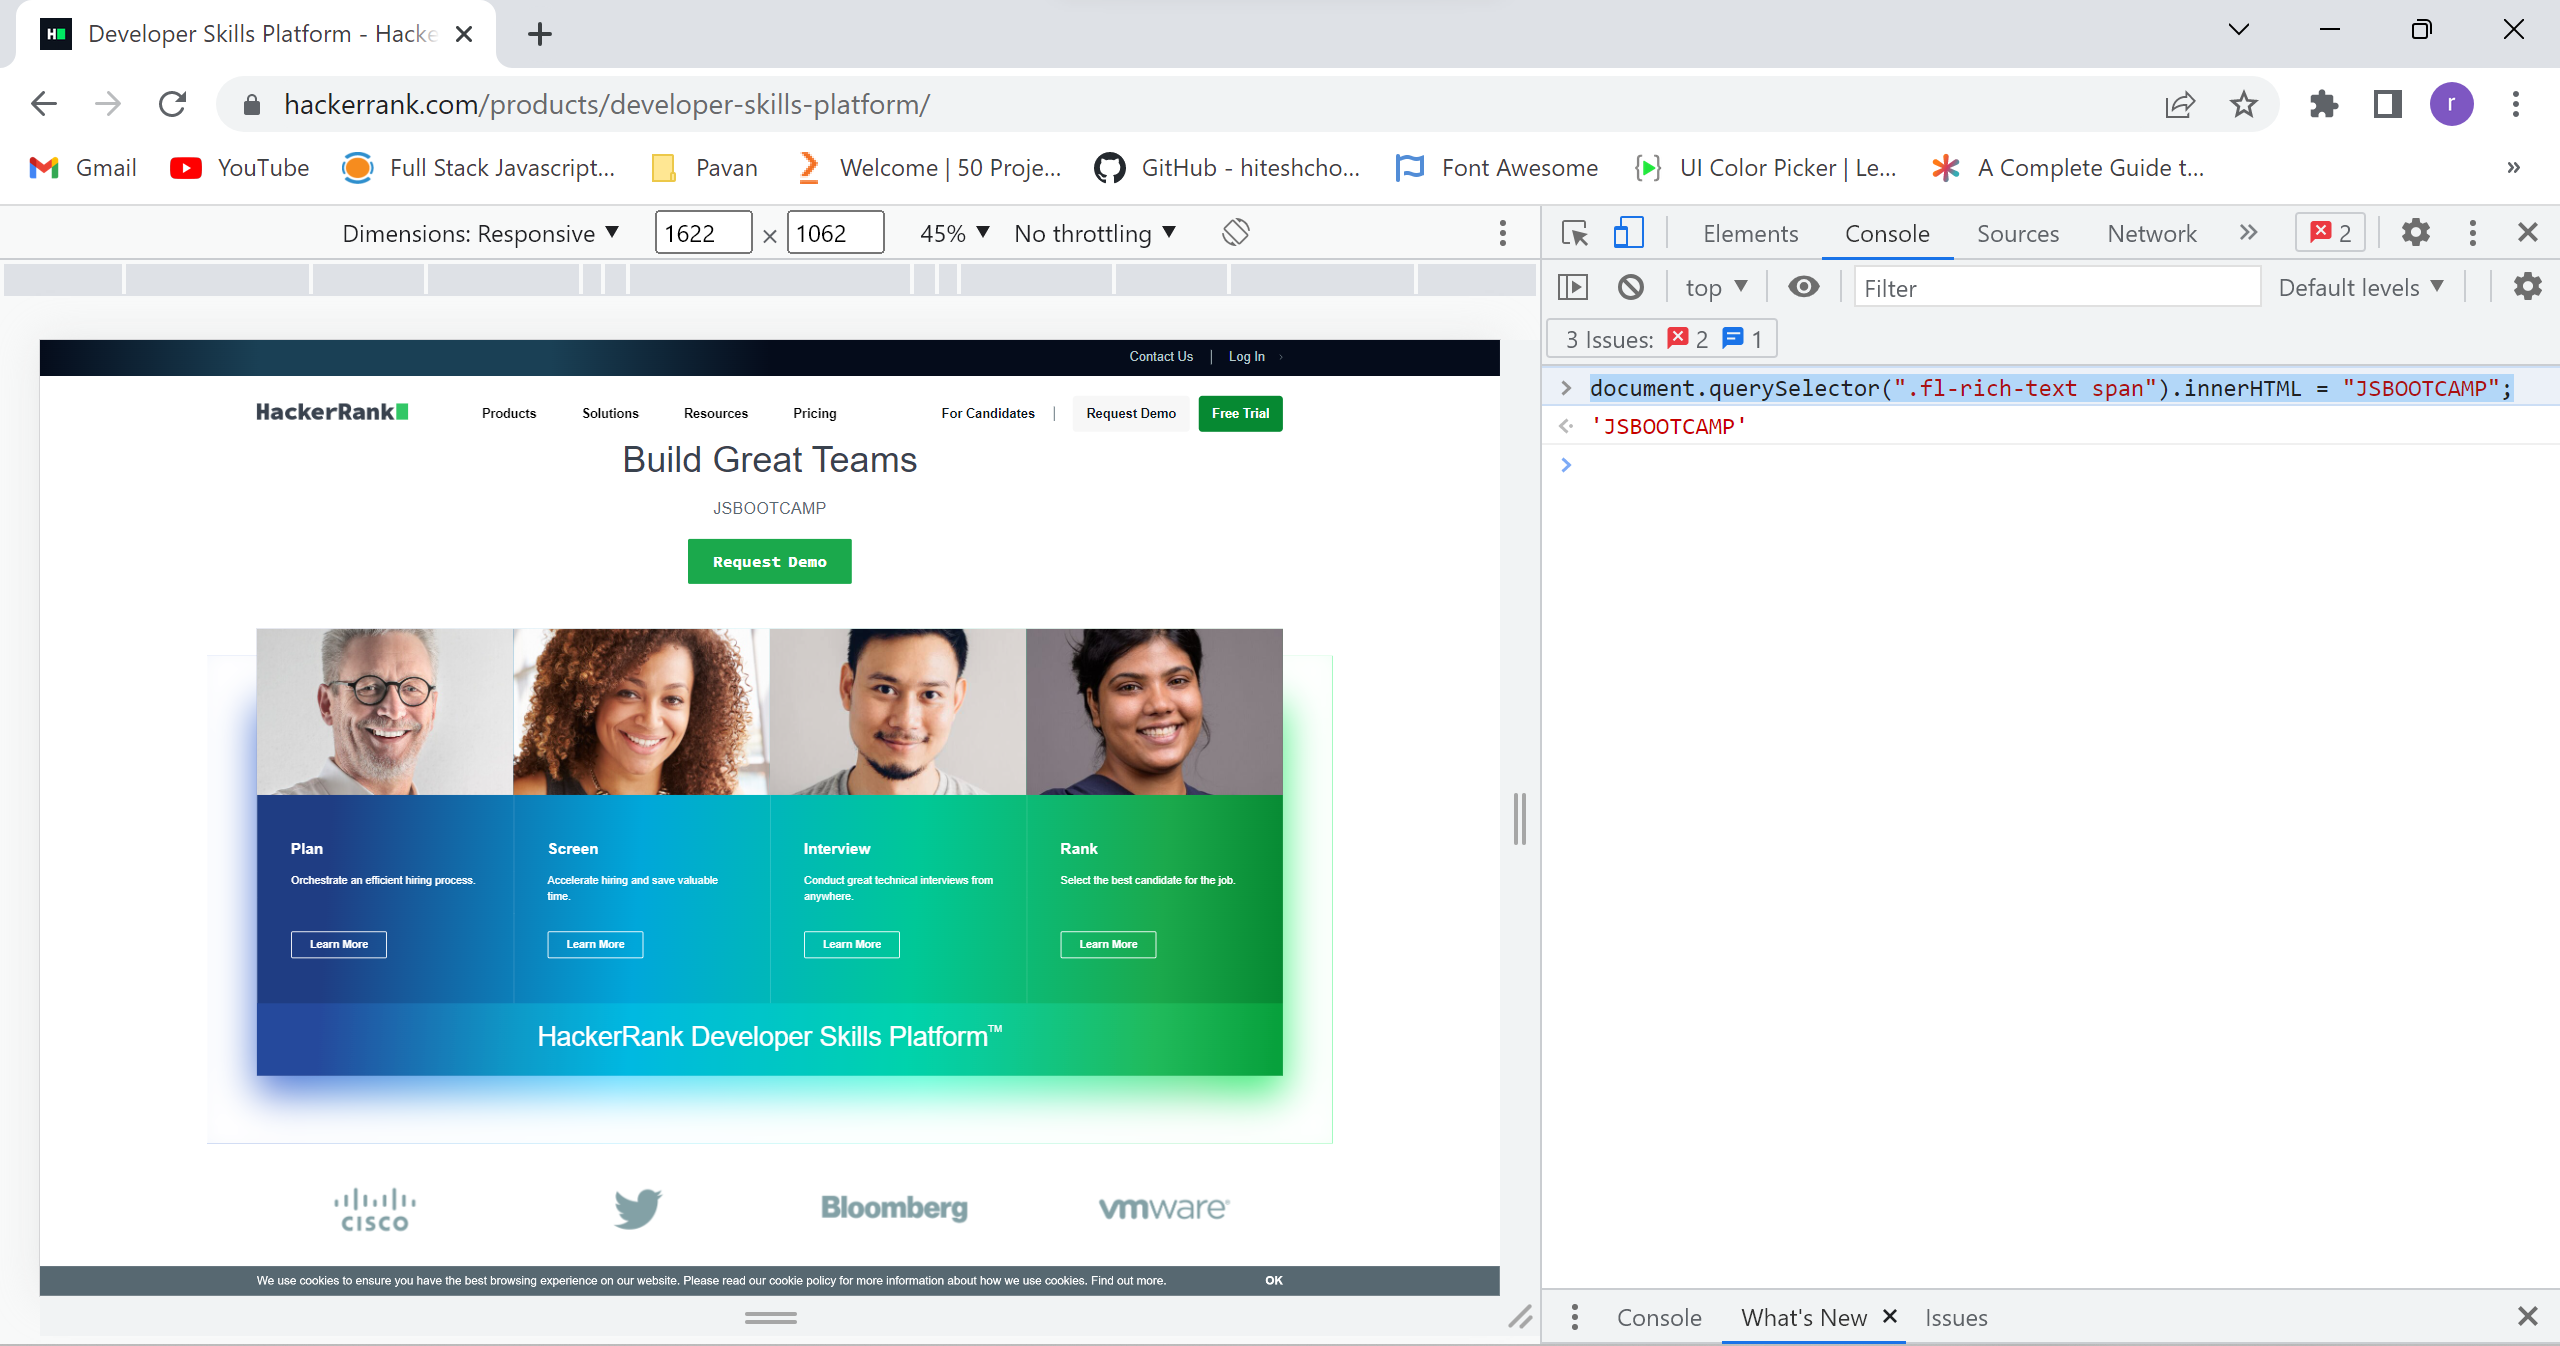 Developer Skills Platform - Hacke
hackerrank.com/products/developer-skills-platform/
r
Gmail YouTube Full Stack Javascript... Pavan Welcome | 50 Proje... GitHub - hiteshcho... Font Awesome UI Color Picker | Le... A Complete Guide t... »
Dimensions: Responsive 1622 × 1062 45% No throttling
Elements Console Sources Network » 2
top Filter Default levels
3 Issues: 2 1
document.querySelector(".fl-rich-text span").innerHTML = "JSBOOTCAMP";
'JSBOOTCAMP'
Contact Us | Log In
HackerRank Products Solutions Resources Pricing For Candidates | Request Demo Free Trial
Build Great Teams
JSBOOTCAMP
Request Demo
Plan
Orchestrate an efficient hiring process.
Learn More
Screen
Accelerate hiring and save valuable
time.
Learn More
Interview
Conduct great technical interviews from
anywhere.
Learn More
Rank
Select the best candidate for the job.
Learn More
HackerRank Developer Skills Platform™
CISCO Bloomberg vmware®
We use cookies to ensure you have the best browsing experience on our website. Please read our cookie policy for more information about how we use cookies. Find out more. OK
Console What's New Issues